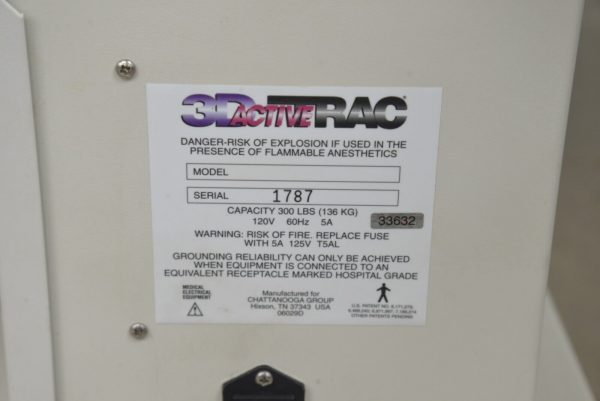 3D ACTIVE TRAC®
DANGER-RISK OF EXPLOSION IF USED IN THE
PRESENCE OF FLAMMABLE ANESTHETICS
MODEL
SERIAL 1787
CAPACITY 300 LBS (136 KG)
120V 60Hz 5A
33632
WARNING: RISK OF FIRE. REPLACE FUSE
WITH 5A 125V T5AL
GROUNDING RELIABILITY CAN ONLY BE ACHIEVED
WHEN EQUIPMENT IS CONNECTED TO AN
EQUIVALENT RECEPTACLE MARKED HOSPITAL GRADE
MEDICAL
ELECTRICAL
EQUIPMENT
Manufactured for
CHATTANOOGA GROUP
Hixson, TN 37343 USA
06029D
U.S. PATENT NO.
OTHER PATENTS PENDING